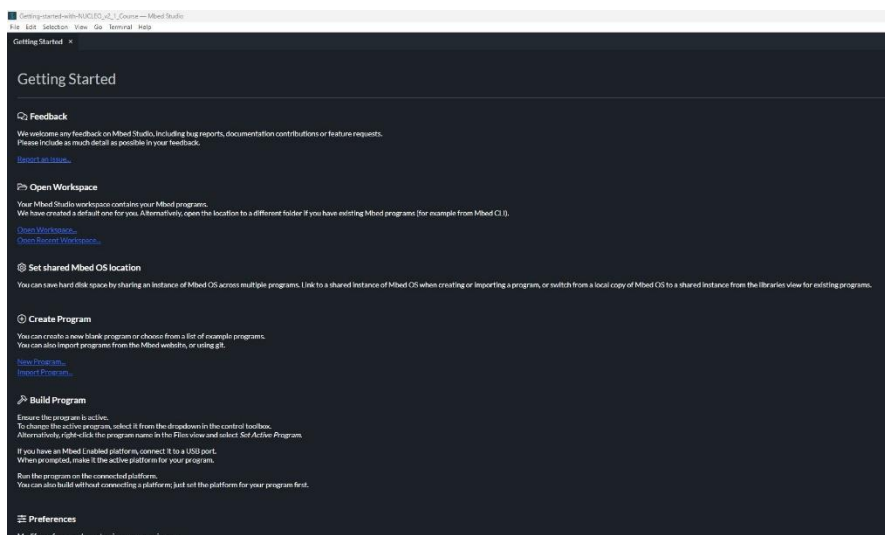 Getting-started-with-NUCLEO_v2_1_Cource — Mbed Studio
File Edit Selection View Go Terminal Help
Getting Started ×
Getting Started
Feedback
We welcome any feedback on Mbed Studio, including bug reports, documentation contributions or feature requests.
Please include as much detail as possible in your feedback.
Report an Issue...
Open Workspace
Your Mbed Studio workspace contains your Mbed programs.
We have created a default one for you. Alternatively, open the location to a different folder if you have existing Mbed programs (for example from Mbed CLI).
Open Workspace...
Open Recent Workspace...
Set shared Mbed OS location
You can save hard disk space by sharing an instance of Mbed OS across multiple programs. Link to a shared instance of Mbed OS when creating or importing a program, or switch from a local copy of Mbed OS to a shared instance from the libraries view for existing programs.
Create Program
You can create a new blank program or choose from a list of example programs.
You can also import programs from the Mbed website, or using git.
New Program...
Import Program...
Build Program
Ensure the program is active.
To change the active program, select it from the dropdown in the control toolbox.
Alternatively, right-click the program name in the Files view and select Set Active Program.
If you have an Mbed Enabled platform, connect it to a USB port.
When prompted, make it the active platform for your program.
Run the program on the connected platform.
You can also build without connecting a platform; just set the platform for your program first.
Preferences